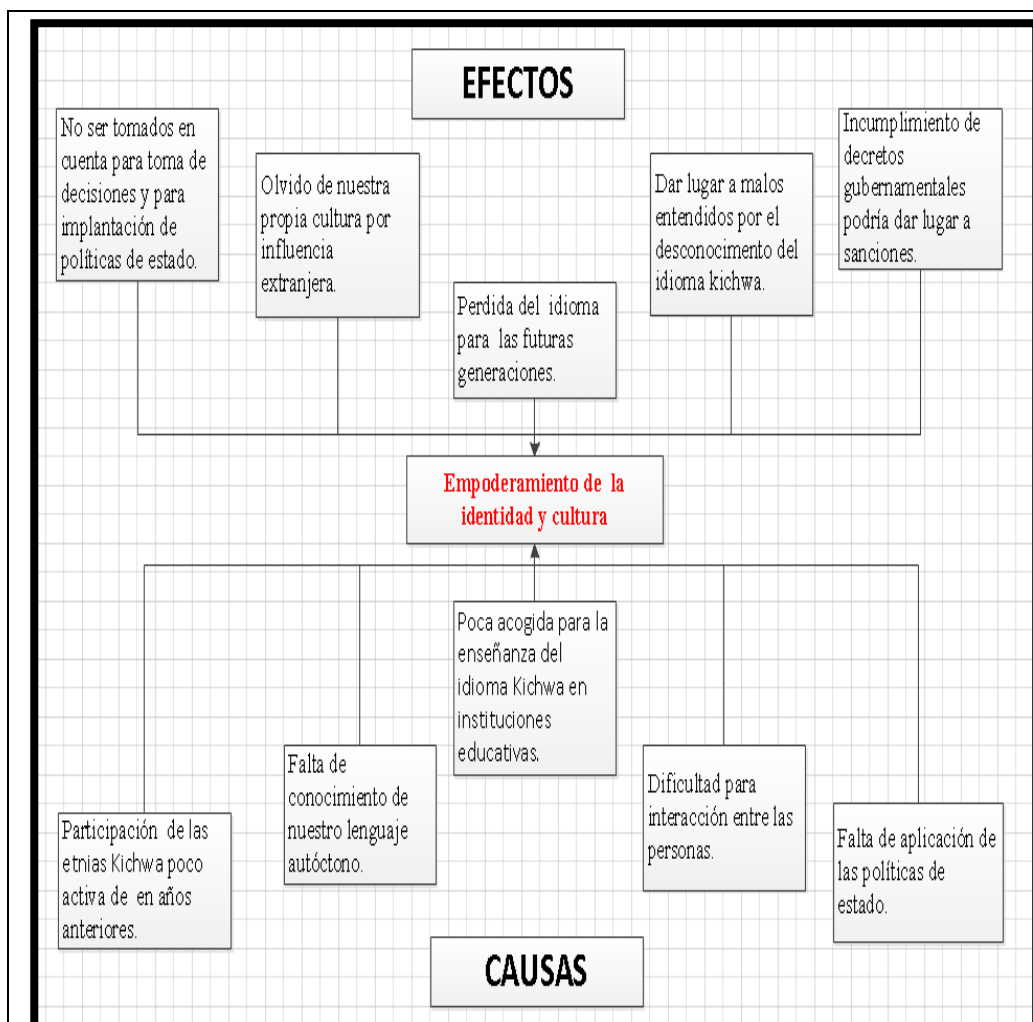 EFECTOS
No ser tomados en
cuenta para toma de
decisiones y para
implantación de
políticas de estado.
Olvido de nuestra
propia cultura por
influencia
extranjera.
Perdida del idioma
para las futuras
generaciones.
Dar lugar a malos
entendidos por el
desconocimento del
idioma kichwa.
Incumplimiento de
decretos
gubernamentales
podría dar lugar a
sanciones.
Empoderamiento de la
identidad y cultura
Poca acogida para la
enseñanza del
idioma Kichwa en
instituciones
educativas.
Participación de las
etnias Kichwa poco
activa de en años
anteriores.
Falta de
conocimiento de
nuestro lenguaje
autóctono.
Dificultad para
interacción entre las
personas.
Falta de aplicación de
las políticas de
estado.
CAUSAS